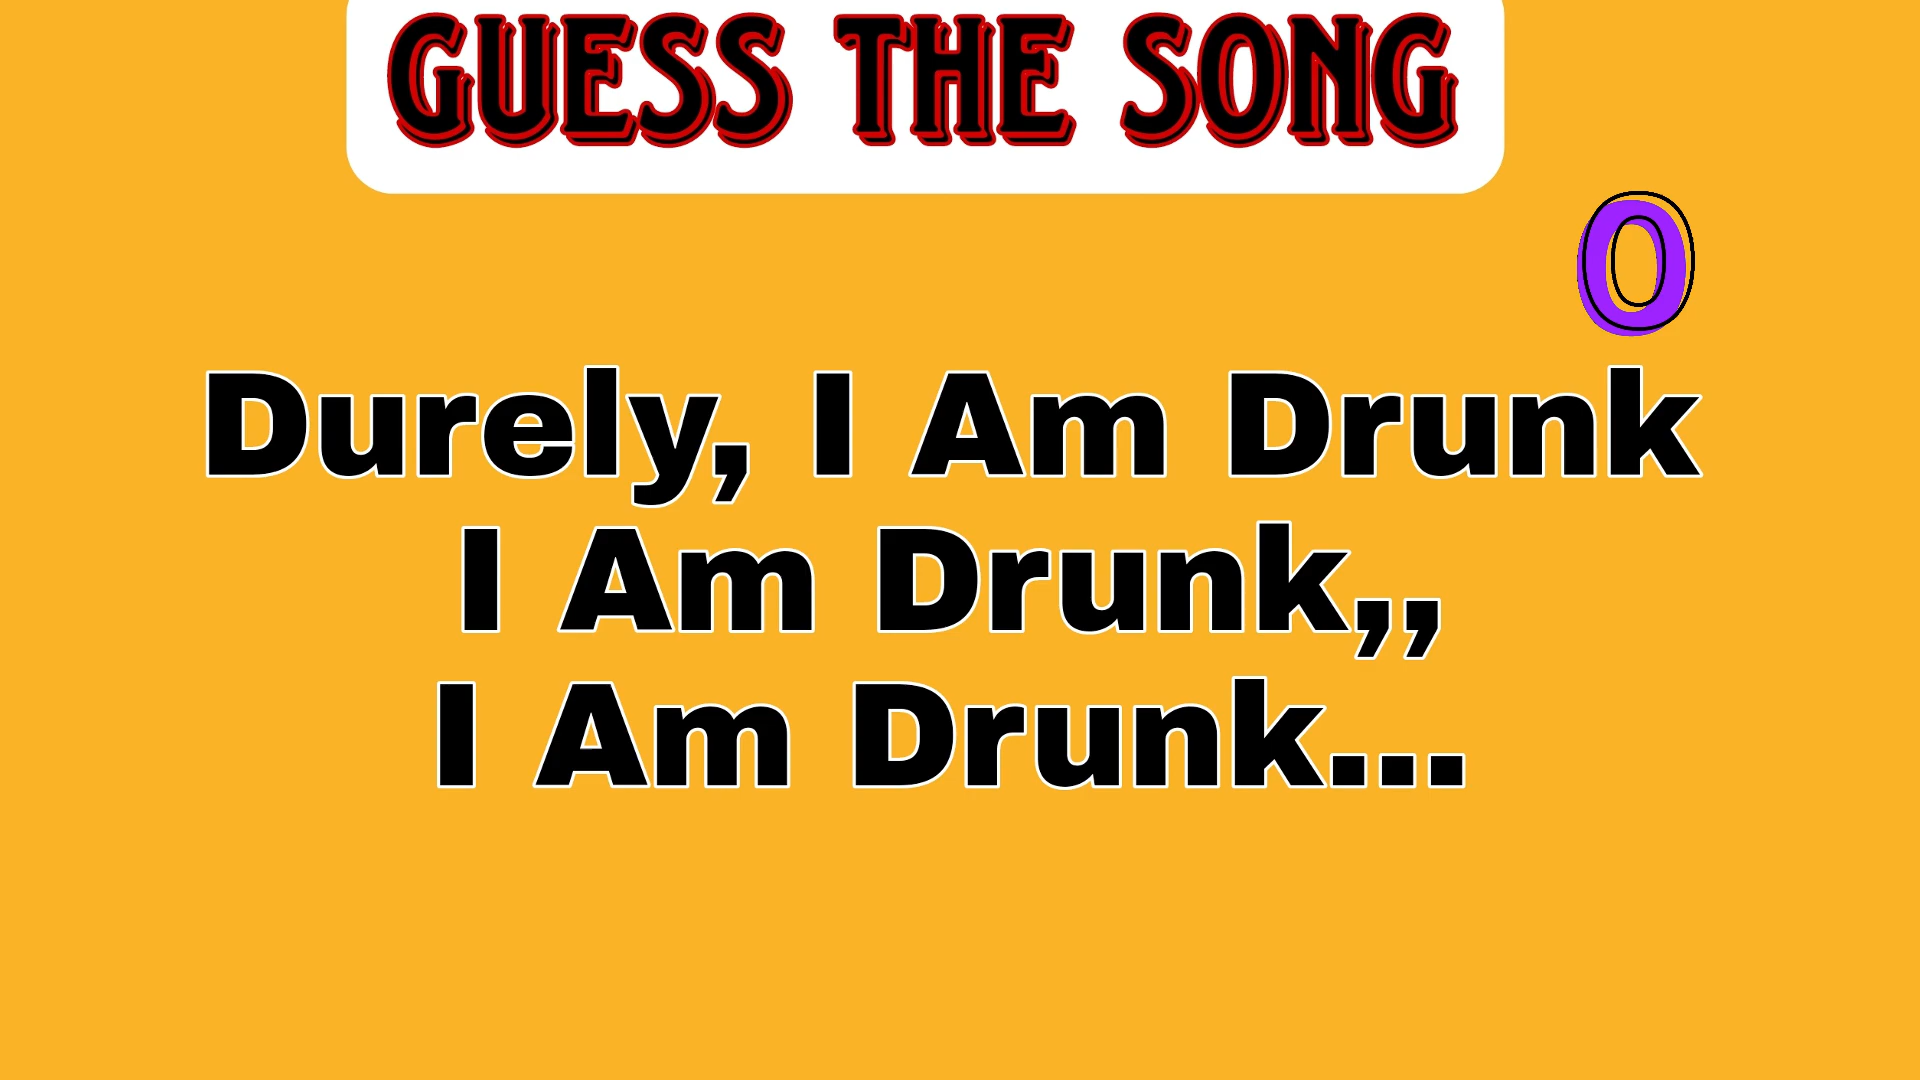 GUESS THE SONG
0
Durely, I Am Drunk
I Am Drunk,,
I Am Drunk...